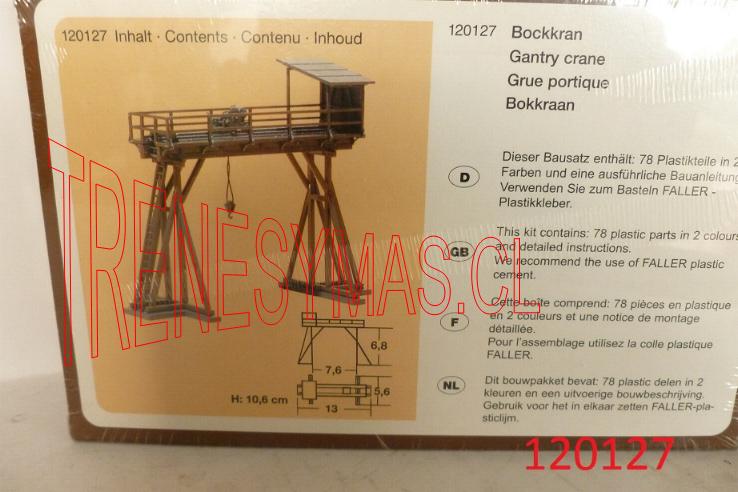 120127 Inhalt · Contents · Contenu · Inhoud
120127 Bockkran
Gantry crane
Grue portique
Bokkraan
D
Dieser Bausatz enthält: 78 Plastikteile in 2
Farben und eine ausführliche Bauanleitung
Verwenden Sie zum Basteln FALLER -
Plastikkleber.
GB
This kit contains: 78 plastic parts in 2 colours
and detailed instructions.
We recommend the use of FALLER plastic
cement.
F
Cette boîte comprend: 78 pièces en plastique
en 2 couleurs et une notice de montage
détaillée.
Pour l'assemblage utilisez la colle plastique
FALLER.
NL
Dit bouwpakket bevat: 78 plastic delen in 2
kleuren en een uitvoerige bouwbeschrijving.
Gebruik voor het in elkaar zetten FALLER-pla-
sticlijm.
6,8
7,6
5,6
H: 10,6 cm
13
TRENESYMAS.CL
120127